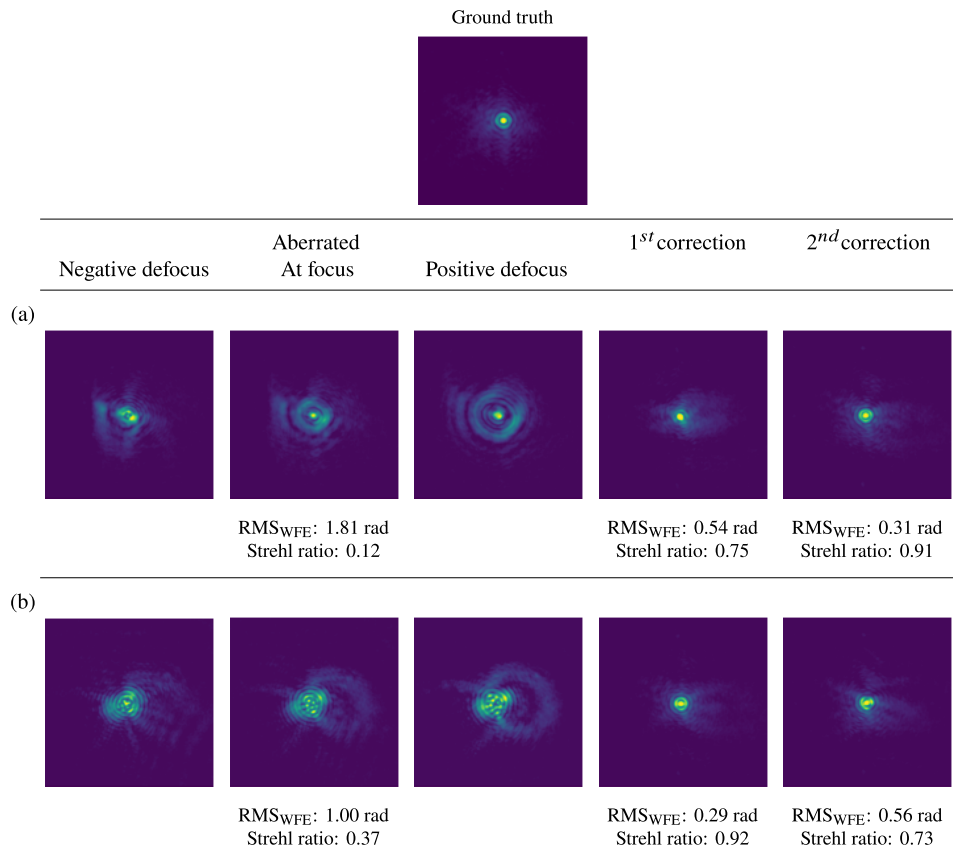 Ground truth
Aberrated
1st correction
2nd correction
Negative defocus
At focus
Positive defocus
(a)
RMSWFE: 1.81 rad
RMSWFE: 0.54 rad
RMSWFE: 0.31 rad
Strehl ratio: 0.12
Strehl ratio: 0.75
Strehl ratio: 0.91
(b)
RMSWFE: 1.00 rad
RMSWFE: 0.29 rad
RMSWFE: 0.56 rad
Strehl ratio: 0.37
Strehl ratio: 0.92
Strehl ratio: 0.73